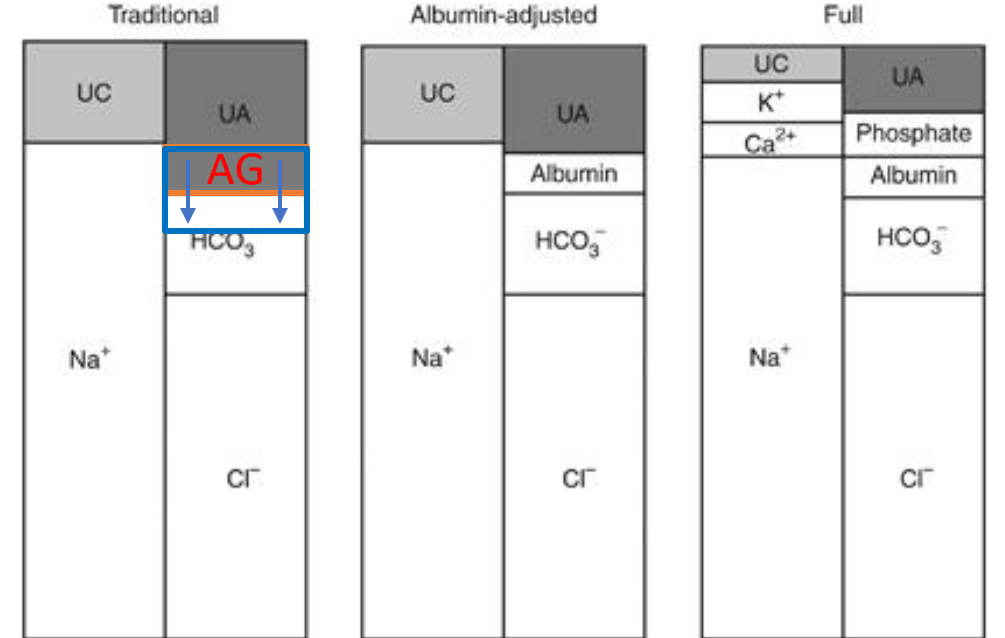 Traditional
Albumin-adjusted
Full
UC
UA
AG
HCO₃
Na⁺
Cl⁻
UC
UA
Albumin
HCO₃⁻
Na⁺
Cl⁻
UC
K⁺
Ca²⁺
UA
Phosphate
Albumin
HCO₃⁻
Na⁺
Cl⁻